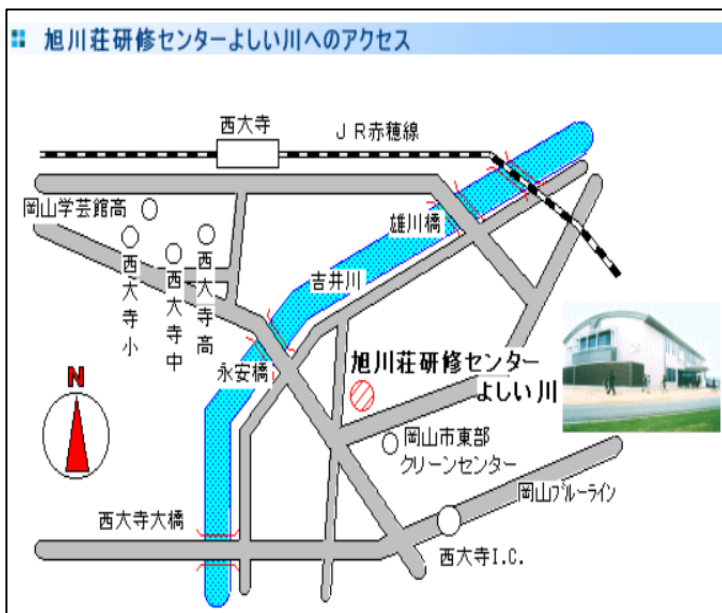 旭川荘研修センターよしい川へのアクセス
西大寺
JR赤穂線
岡山学芸館高
雄川橋
西大寺小
西大寺中
西大寺高
吉井川
永安橋
旭川荘研修センター
よしい川
N
岡山市東部
クリーンセンター
岡山ブルーライン
西大寺大橋
西大寺I.C.